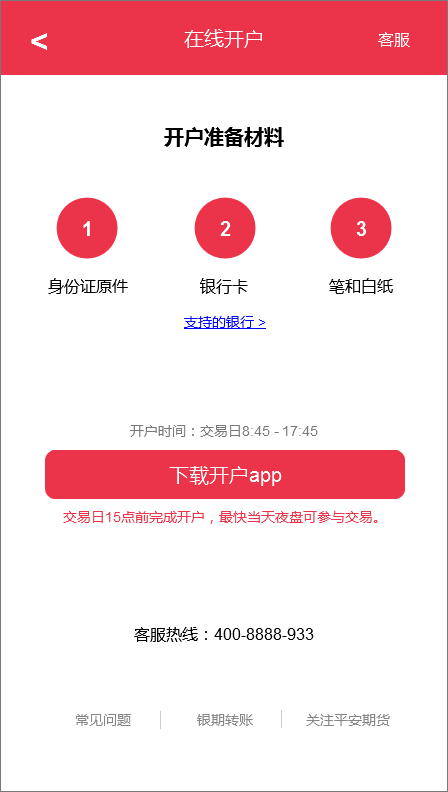 < 在线开户 客服
开户准备材料
1 2 3
身份证原件 银行卡 笔和白纸
支持的银行 >
开户时间：交易日8:45 - 17:45
下载开户app
交易日15点前完成开户，最快当天夜盘可参与交易。
客服热线：400-8888-933
常见问题 银期转账 关注平安期货